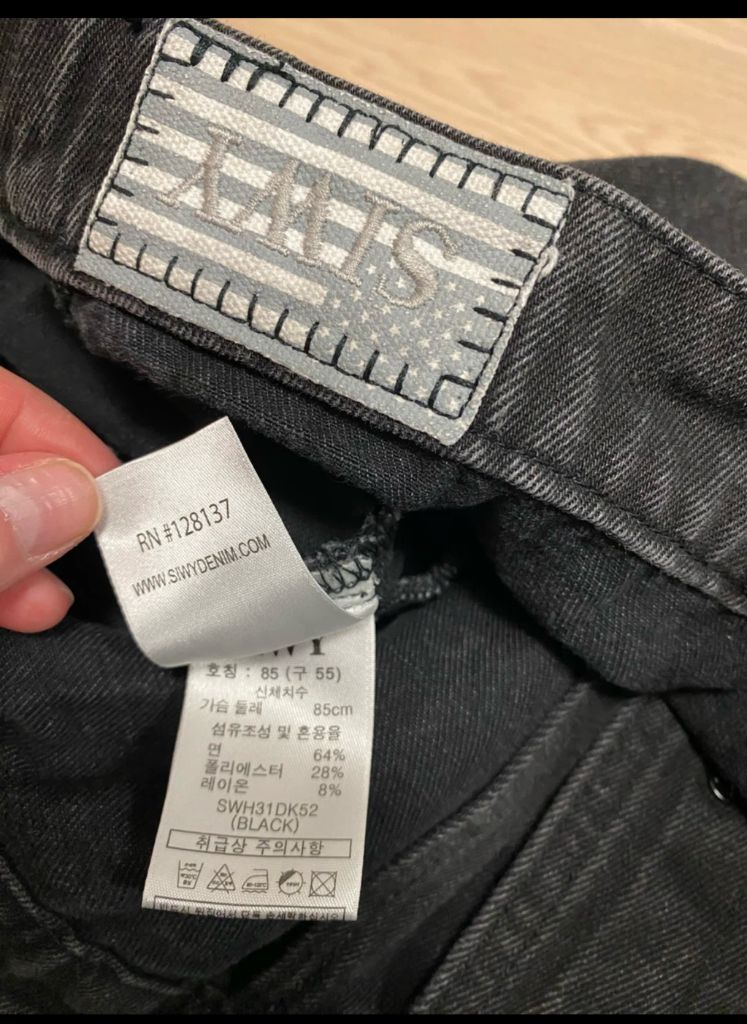 SIWY
RN #128137
WWW.SIWYDENIM.COM
호칭 : 85 (구 55)
신체치수
가슴 둘레 85cm
섬유조성 및 혼용율
면 64%
폴리에스터 28%
레이온 8%
SWH31DK52
(BLACK)
취급상 주의사항